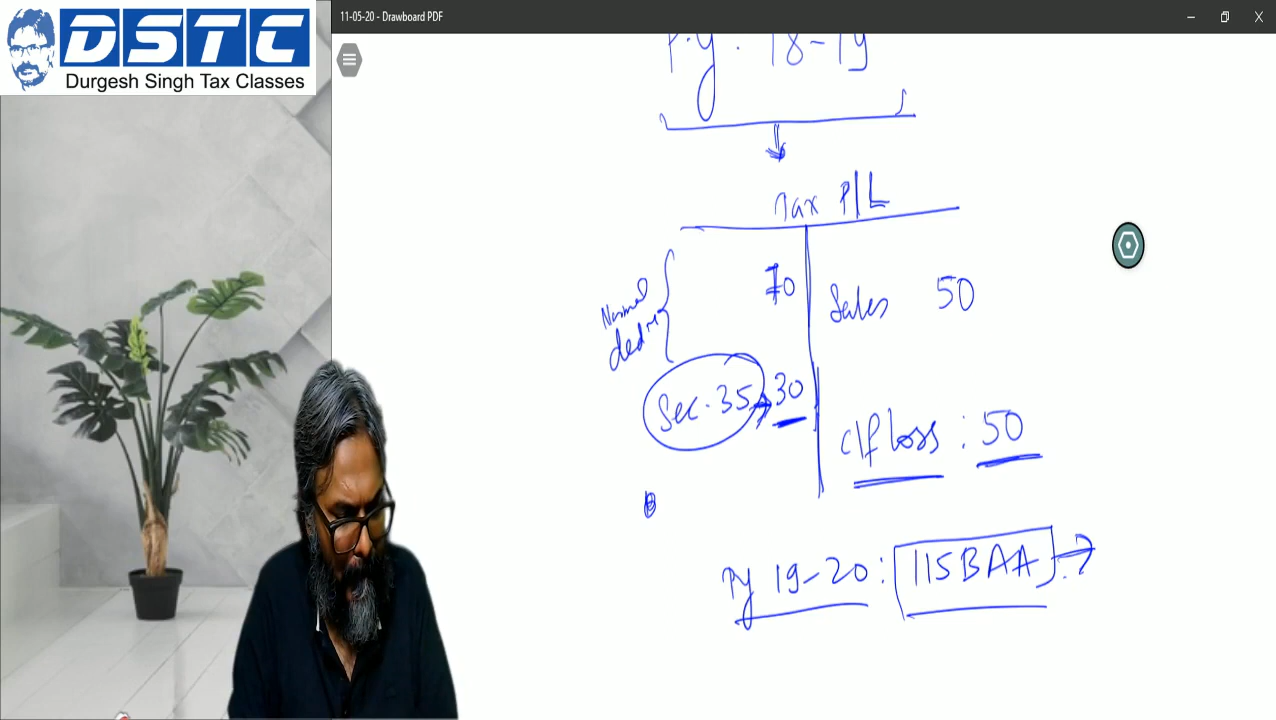 DSTC
Durgesh Singh Tax Classes
11-05-20 - Drawboard PDF
P.y. 18-19
Tax P/L
Normal
dedn
70
Sales 50
Sec. 35 → 30
c/f loss : 50
Py 19-20 : 115BAA →